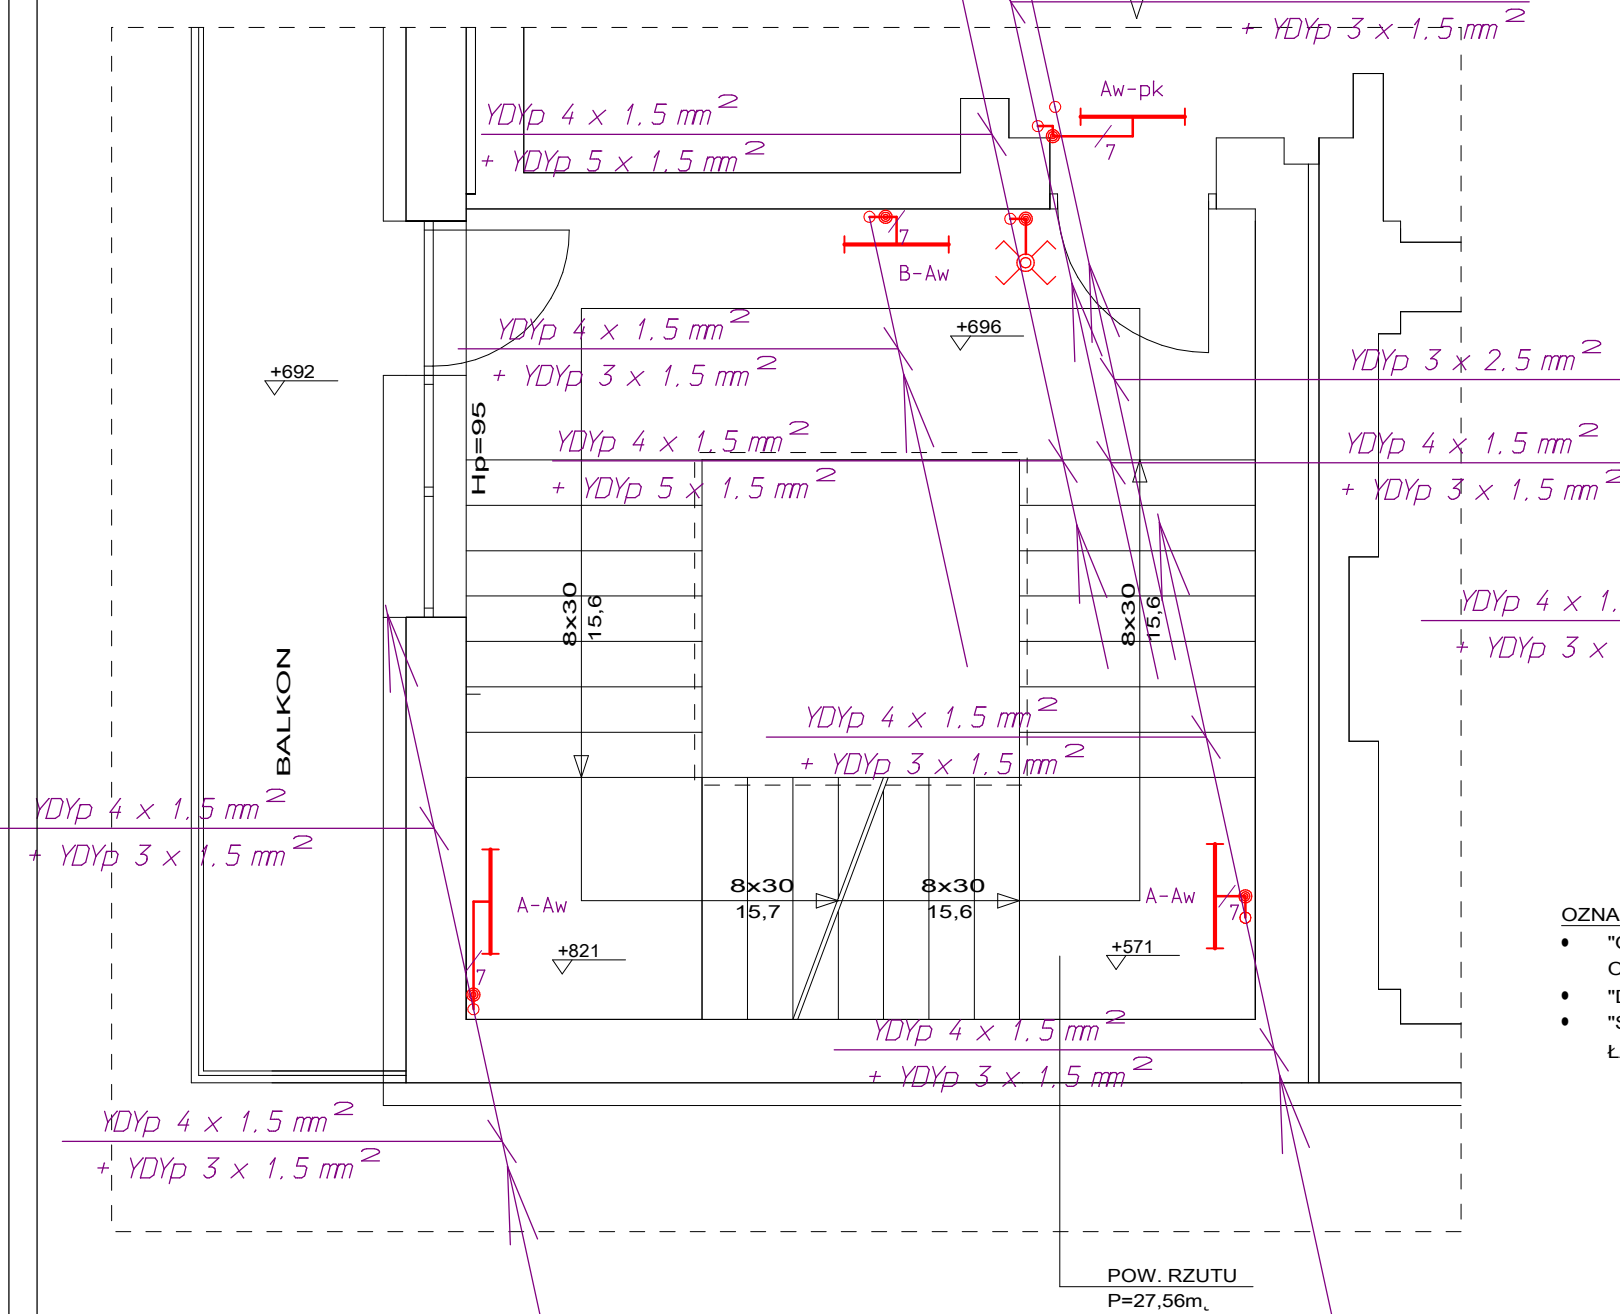 + YDYp 3 x 1.5 mm2
Aw-pk
7
YDYp 4 x 1.5 mm2
+ YDYp 5 x 1.5 mm2
7
B-Aw
+696
YDYp 4 x 1.5 mm2
+ YDYp 3 x 1.5 mm2
+692
YDYp 3 x 2.5 mm2
Hp=95
YDYp 4 x 1.5 mm2
+ YDYp 5 x 1.5 mm2
YDYp 4 x 1.5 mm2
+ YDYp 3 x 1.5 mm2
8x30
15,6
8x30
15,6
YDYp 4 x 1.
+ YDYp 3 x
BALKON
YDYp 4 x 1.5 mm2
+ YDYp 3 x 1.5 mm2
YDYp 4 x 1.5 mm2
+ YDYp 3 x 1.5 mm2
8x30
15,7
8x30
15,6
A-Aw
7
A-Aw
7
+821
+571
OZNA
"
"
"
Ł
YDYp 4 x 1.5 mm2
+ YDYp 3 x 1.5 mm2
YDYp 4 x 1.5 mm2
+ YDYp 3 x 1.5 mm2
POW. RZUTU
P=27,56m